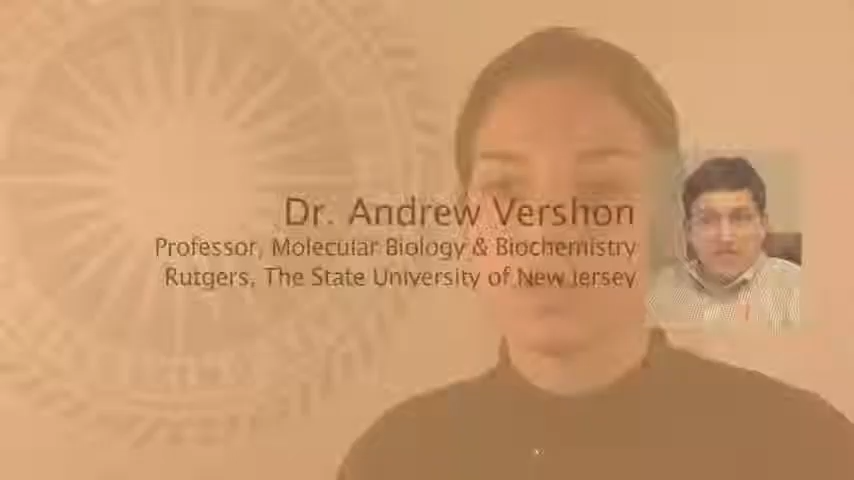 Dr. Andrew Vershon
Professor, Molecular Biology & Biochemistry
Rutgers, The State University of New Jersey